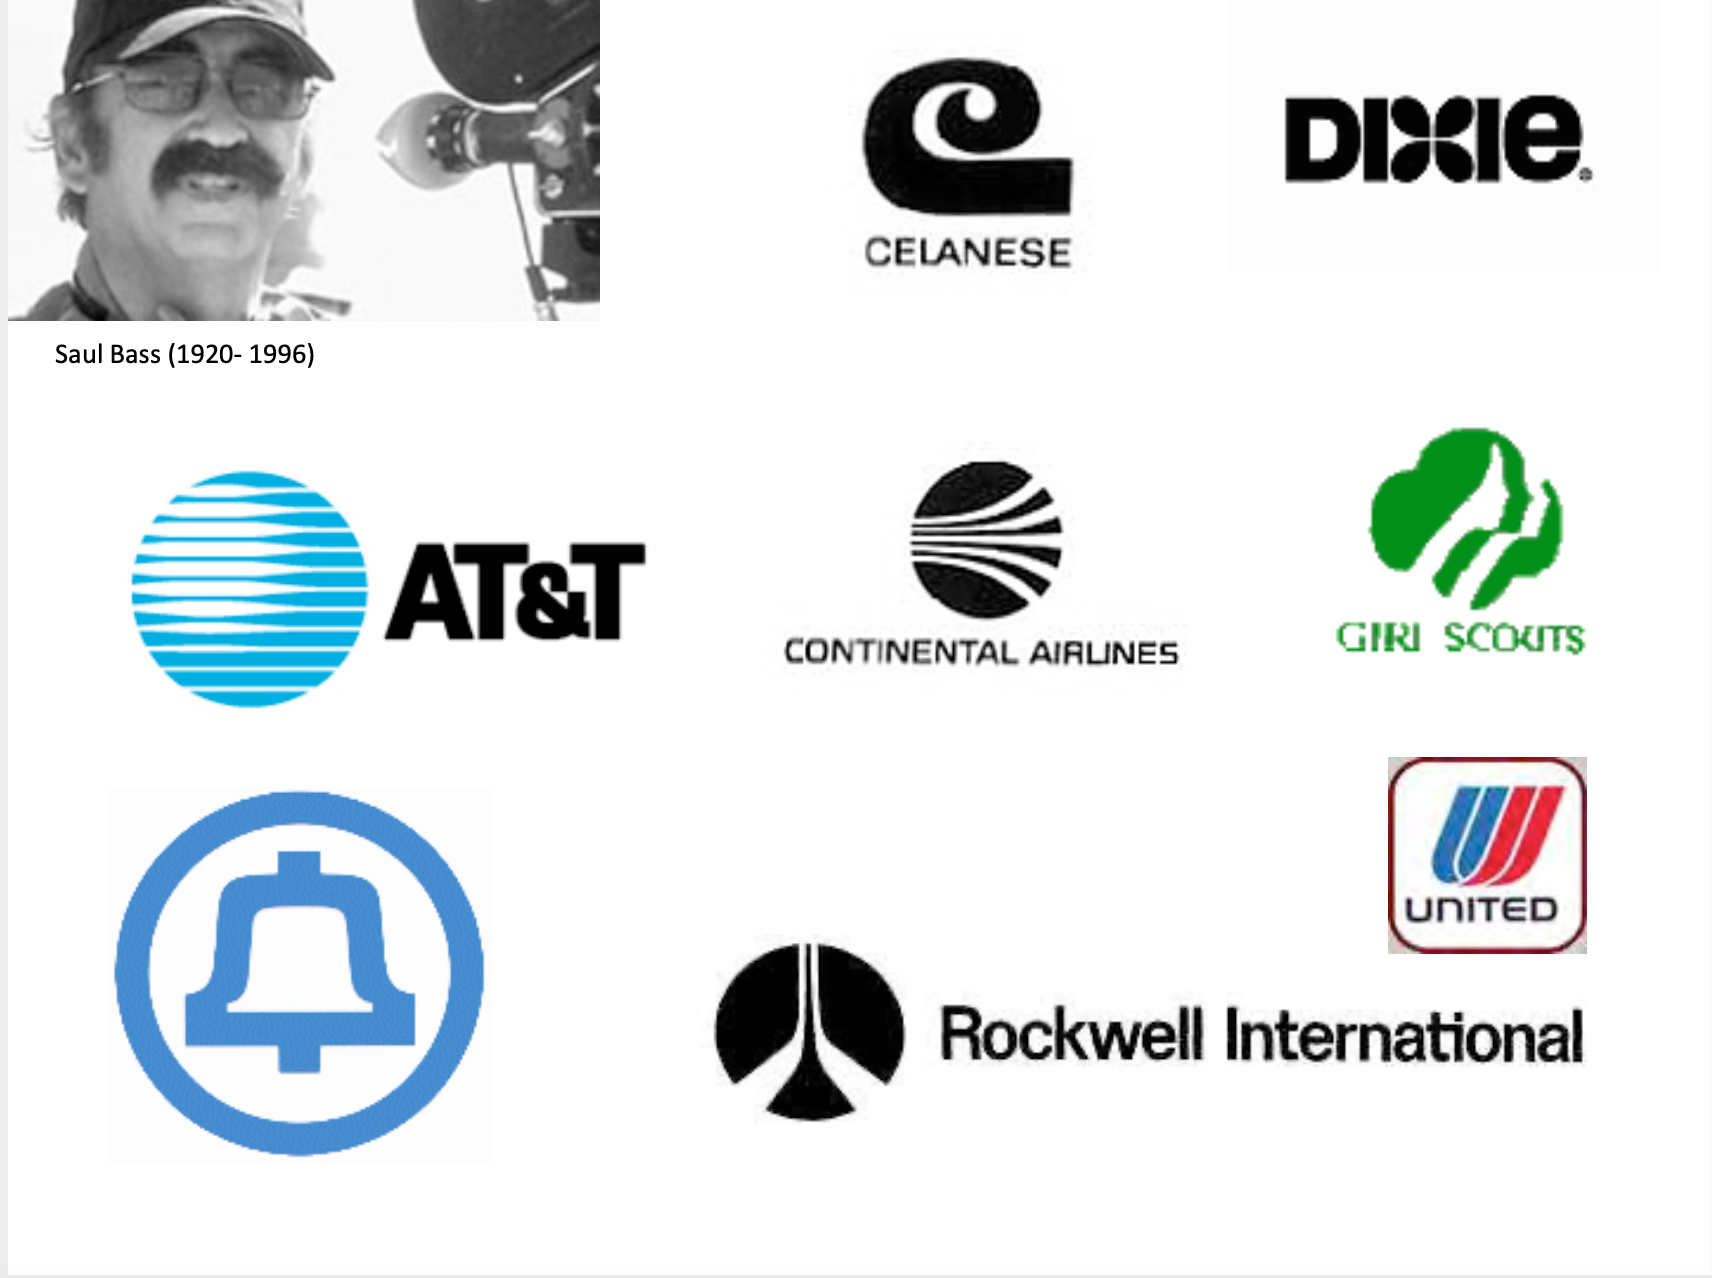 CELANESE
DIXIE®
Saul Bass (1920- 1996)
AT&T
CONTINENTAL AIRLINES
GIRL SCOUTS
UNITED
Rockwell International